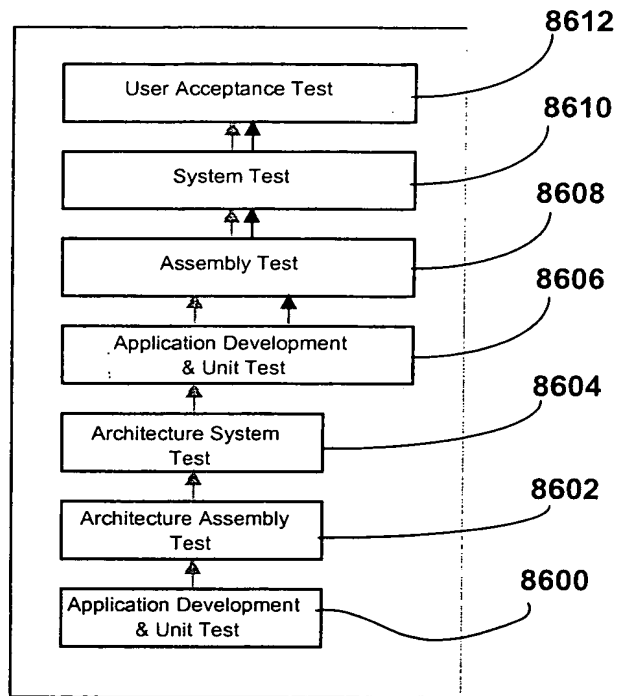 8612
User Acceptance Test
8610
System Test
8608
Assembly Test
8606
Application Development
& Unit Test
8604
Architecture System
Test
8602
Architecture Assembly
Test
8600
Application Development
& Unit Test